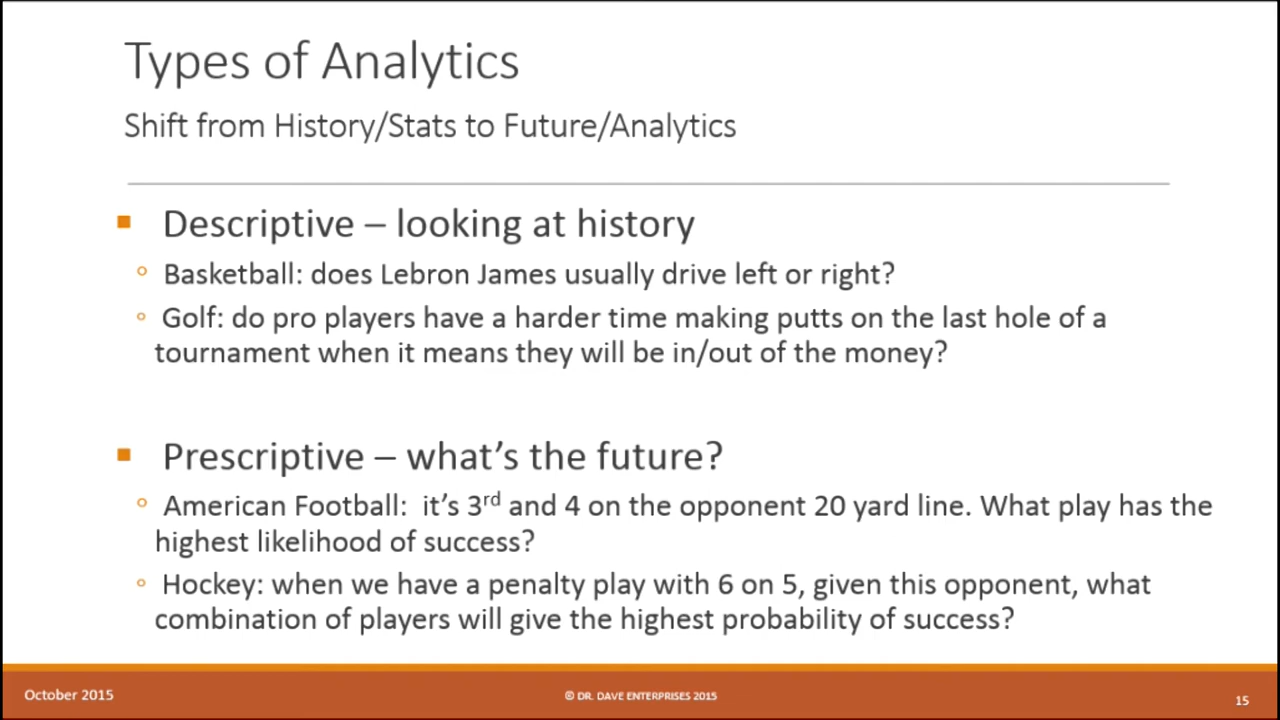 Types of Analytics
Shift from History/Stats to Future/Analytics
Descriptive – looking at history
Basketball: does Lebron James usually drive left or right?
Golf: do pro players have a harder time making putts on the last hole of a
tournament when it means they will be in/out of the money?
Prescriptive – what's the future?
American Football: it's 3rd and 4 on the opponent 20 yard line. What play has the
highest likelihood of success?
Hockey: when we have a penalty play with 6 on 5, given this opponent, what
combination of players will give the highest probability of success?
October 2015
© DR. DAVE ENTERPRISES 2015
15